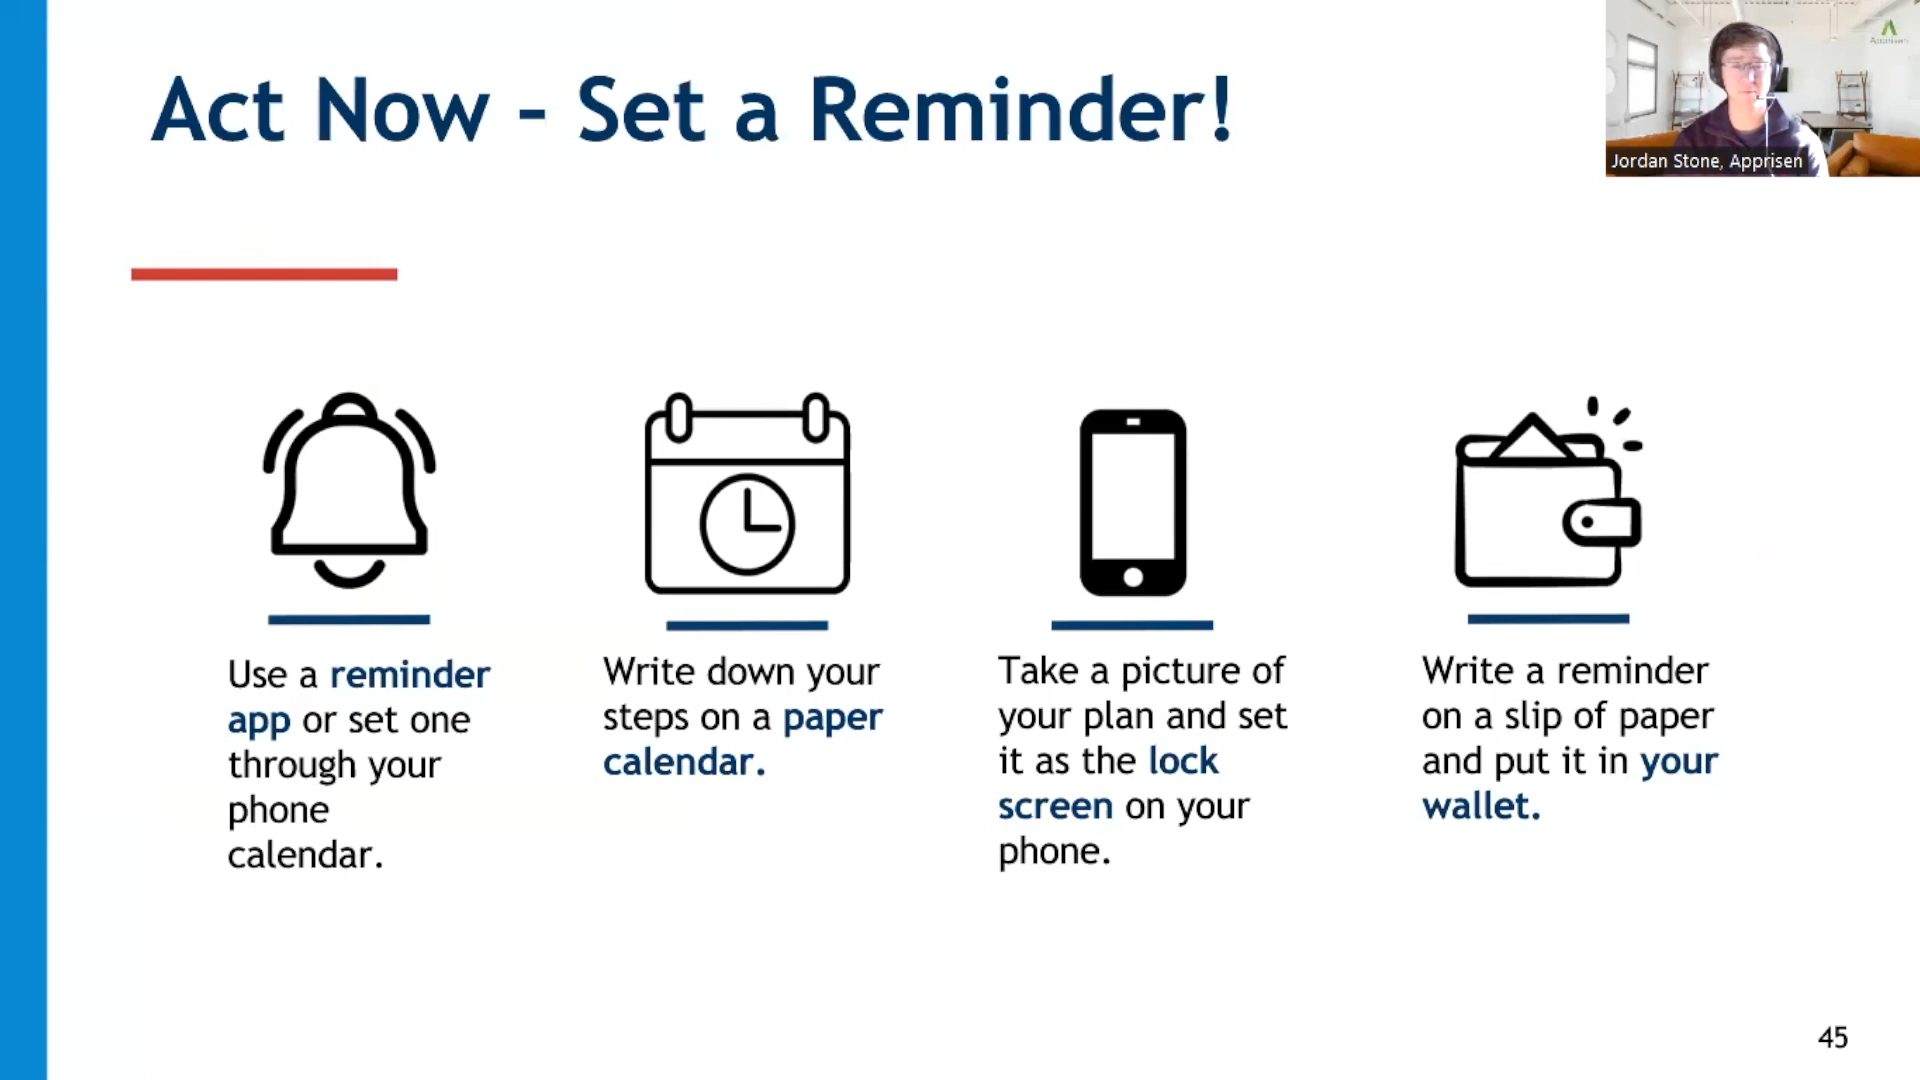 Act Now - Set a Reminder!
Apprisen
Jordan Stone, Apprisen
Use a reminder
app or set one
through your
phone
calendar.
Write down your
steps on a paper
calendar.
Take a picture of
your plan and set
it as the lock
screen on your
phone.
Write a reminder
on a slip of paper
and put it in your
wallet.
45